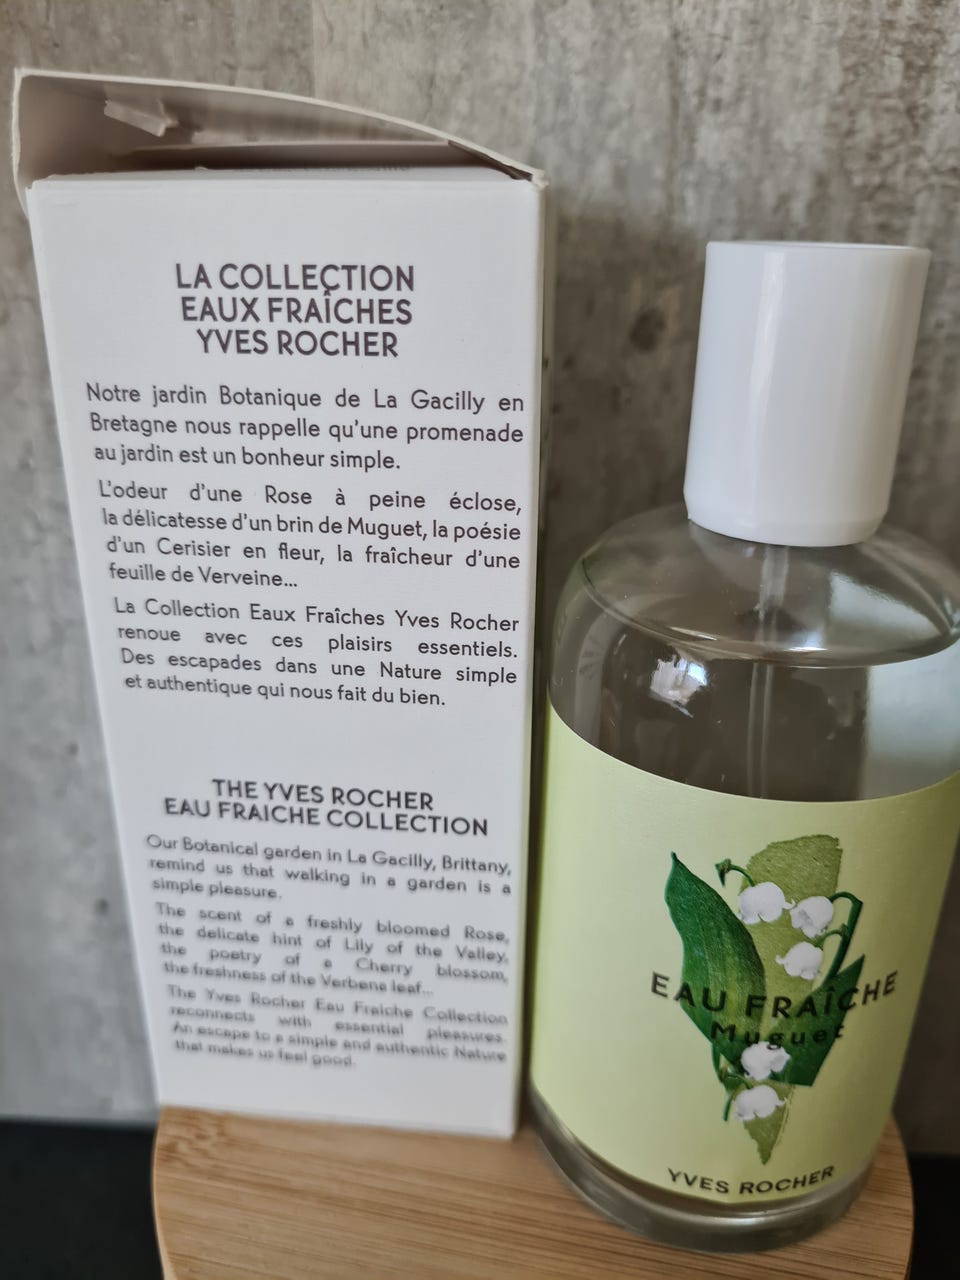 LA COLLECTION
EAUX FRAÎCHES
YVES ROCHER
Notre jardin Botanique de La Gacilly en
Bretagne nous rappelle qu'une promenade
au jardin est un bonheur simple.
L'odeur d'une Rose à peine éclose,
la délicatesse d'un brin de Muguet, la poésie
d'un Cerisier en fleur, la fraîcheur d'une
feuille de Verveine...
La Collection Eaux Fraîches Yves Rocher
renoue avec ces plaisirs essentiels.
Des escapades dans une Nature simple
et authentique qui nous fait du bien.
THE YVES ROCHER
EAU FRAICHE COLLECTION
Our Botanical garden in La Gacilly, Brittany,
remind us that walking in a garden is a
simple pleasure.
The scent of a freshly bloomed Rose,
the delicate hint of Lily of the Valley,
the poetry of a Cherry blossom,
the freshness of the Verbena leaf...
The Yves Rocher Eau Fraiche Collection
reconnects with essential pleasures.
An escape to a simple and authentic Nature
that makes us feel good.
EAU FRAÎCHE
Muguet
YVES ROCHER